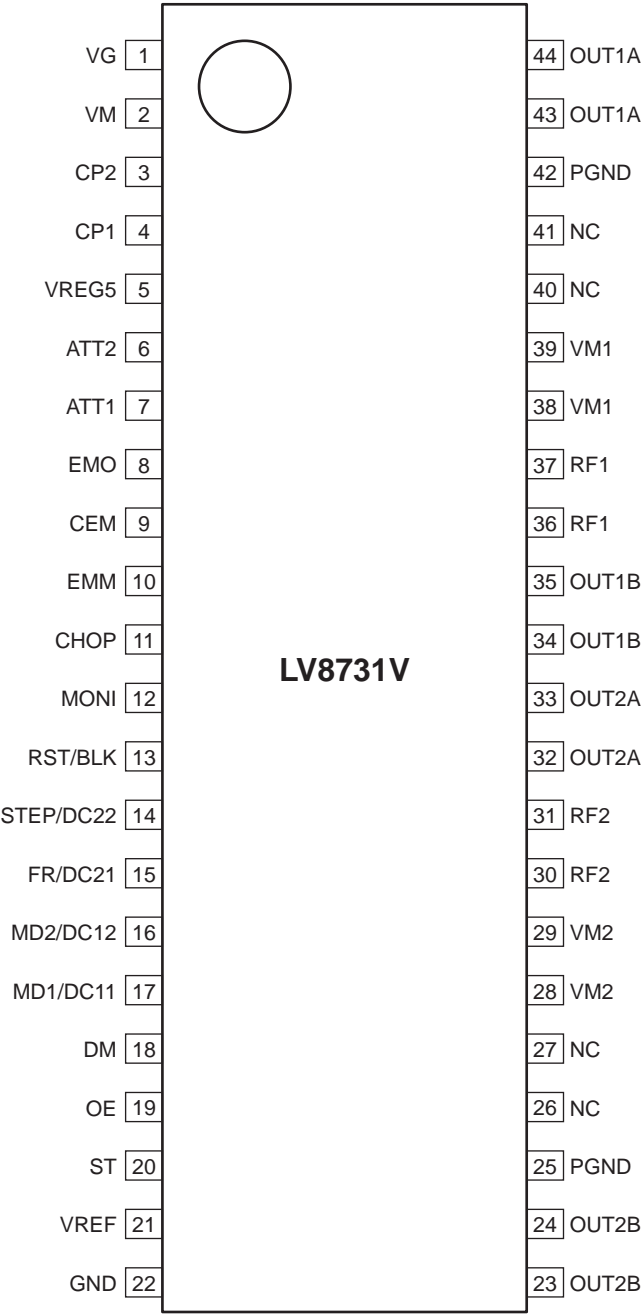 VG 1 44 OUT1A
VM 2 43 OUT1A
CP2 3 42 PGND
CP1 4 41 NC
VREG5 5 40 NC
ATT2 6 39 VM1
ATT1 7 38 VM1
EMO 8 37 RF1
CEM 9 36 RF1
EMM 10 35 OUT1B
CHOP 11 34 OUT1B
LV8731V
MONI 12 33 OUT2A
RST/BLK 13 32 OUT2A
STEP/DC22 14 31 RF2
FR/DC21 15 30 RF2
MD2/DC12 16 29 VM2
MD1/DC11 17 28 VM2
DM 18 27 NC
OE 19 26 NC
ST 20 25 PGND
VREF 21 24 OUT2B
GND 22 23 OUT2B